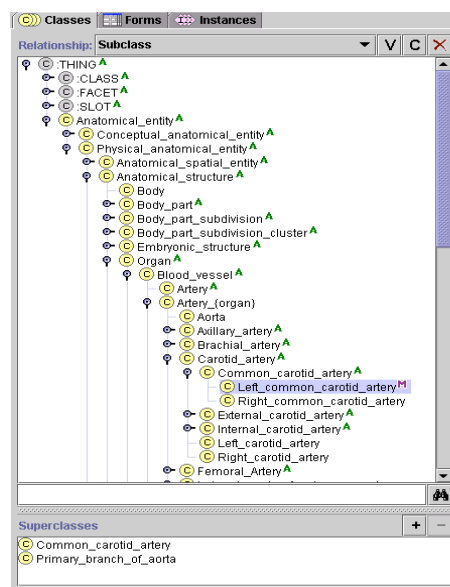 Classes Forms Instances
Relationship: Subclass V C
C :THING A
C :CLASS A
C :FACET A
C :SLOT A
C Anatomical_entity A
C Conceptual_anatomical_entity A
C Physical_anatomical_entity A
C Anatomical_spatial_entity A
C Anatomical_structure A
C Body
C Body_part A
C Body_part_subdivision A
C Body_part_subdivision_cluster A
C Embryonic_structure A
C Organ A
C Blood_vessel A
C Artery A
C Artery_{organ}
C Aorta
C Axillary_artery A
C Brachial_artery A
C Carotid_artery A
C Common_carotid_artery A
C Left_common_carotid_artery M
C Right_common_carotid_artery
C External_carotid_artery A
C Internal_carotid_artery A
C Left_carotid_artery
C Right_carotid_artery
C Femoral_Artery A
Superclasses + −
C Common_carotid_artery
C Primary_branch_of_aorta